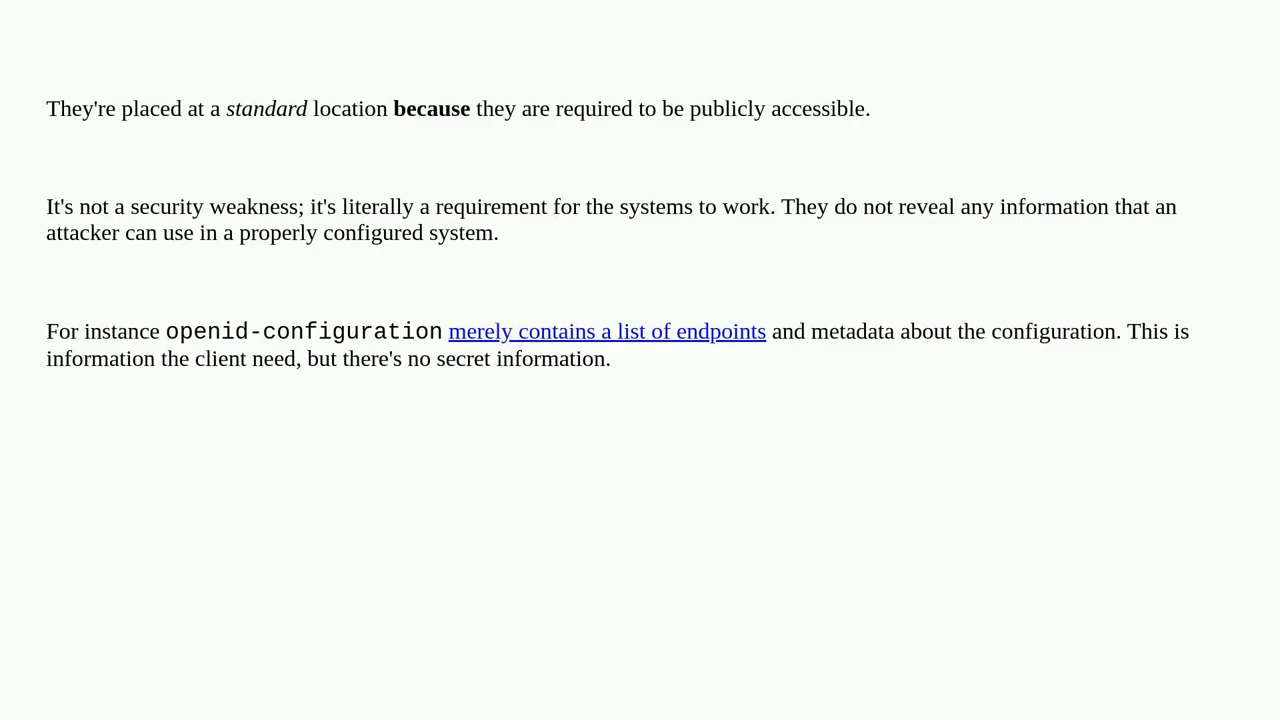 They're placed at a standard location because they are required to be publicly accessible.
It's not a security weakness; it's literally a requirement for the systems to work. They do not reveal any information that an
attacker can use in a properly configured system.
For instance openid-configuration merely contains a list of endpoints and metadata about the configuration. This is
information the client need, but there's no secret information.